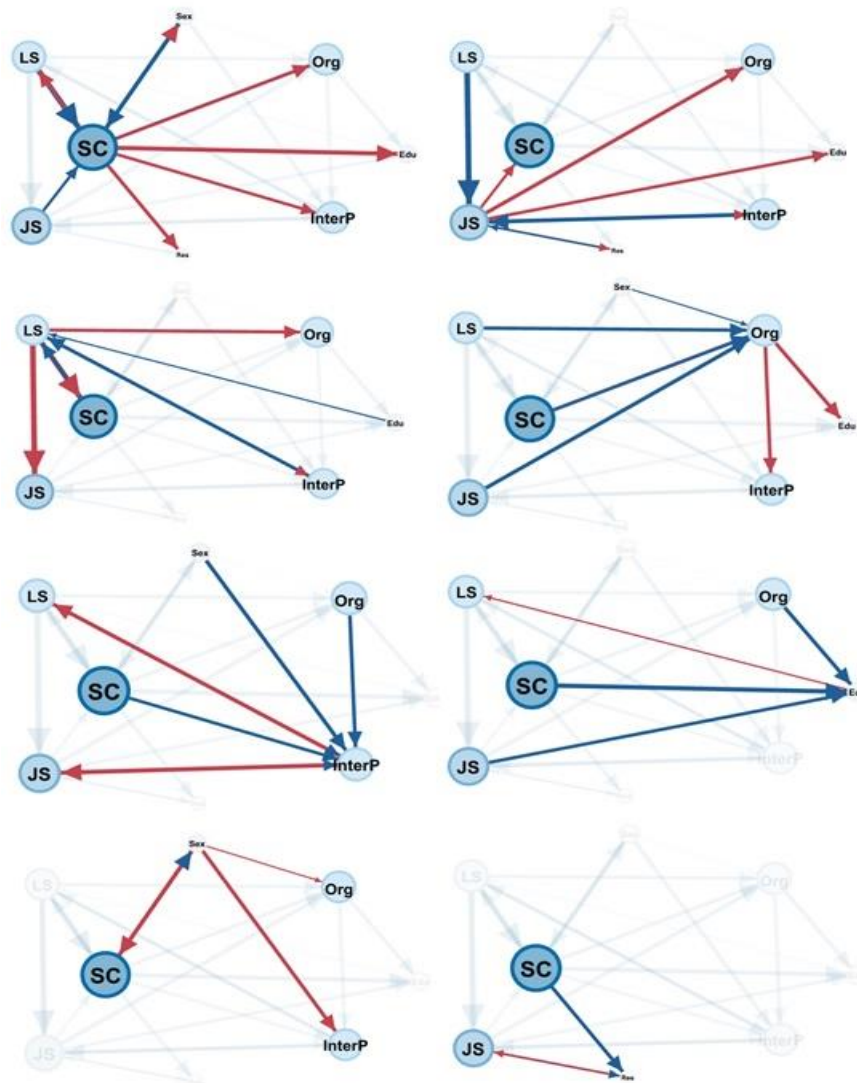 Sex
LS
Org
SC
Edu
JS
InterP
Res
LS
Org
SC
Edu
JS
InterP
Res
LS
Org
SC
Edu
JS
InterP
Sex
LS
Org
SC
Edu
JS
InterP
Sex
LS
Org
SC
JS
InterP
LS
Org
SC
JS
InterP
Sex
LS
Org
SC
JS
InterP
LS
Org
SC
JS
InterP
Res